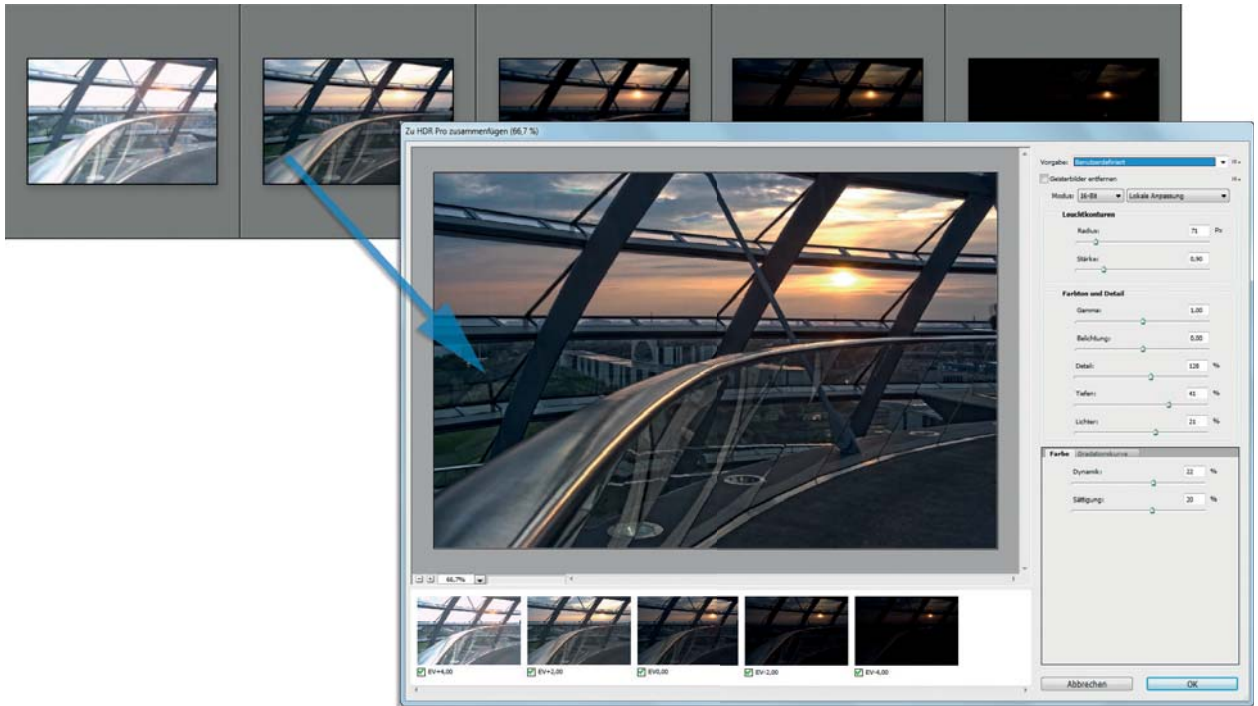 Zu HDR Pro zusammenfügen (66,7 %)
Vorgabe: Benutzerdefiniert
Geisterbilder entfernen
Modus: 16-Bit Lokale Anpassung
Leuchtkonturen
Radius: 71 Px
Stärke: 0,90
Farbton und Detail
Gamma: 1,00
Belichtung: 0,00
Detail: 128 %
Tiefen: 41 %
Lichter: 21 %
Farbe Gradationskurve
Dynamik: 22 %
Sättigung: 20 %
66,7%
EV+4,00 EV+2,00 EV0,00 EV-2,00 EV-4,00
Abbrechen OK